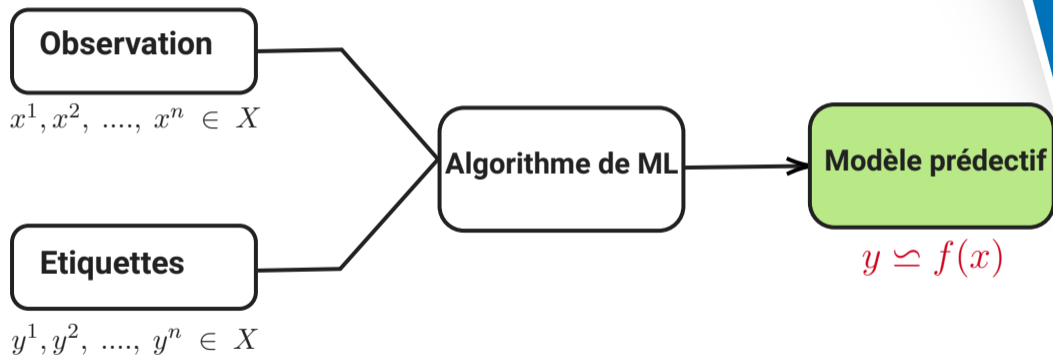 Observation
x¹, x², ...., xⁿ ∈ X
Algorithme de ML
Modèle prédectif
y ⋍ f(x)
Etiquettes
y¹, y², ...., yⁿ ∈ X